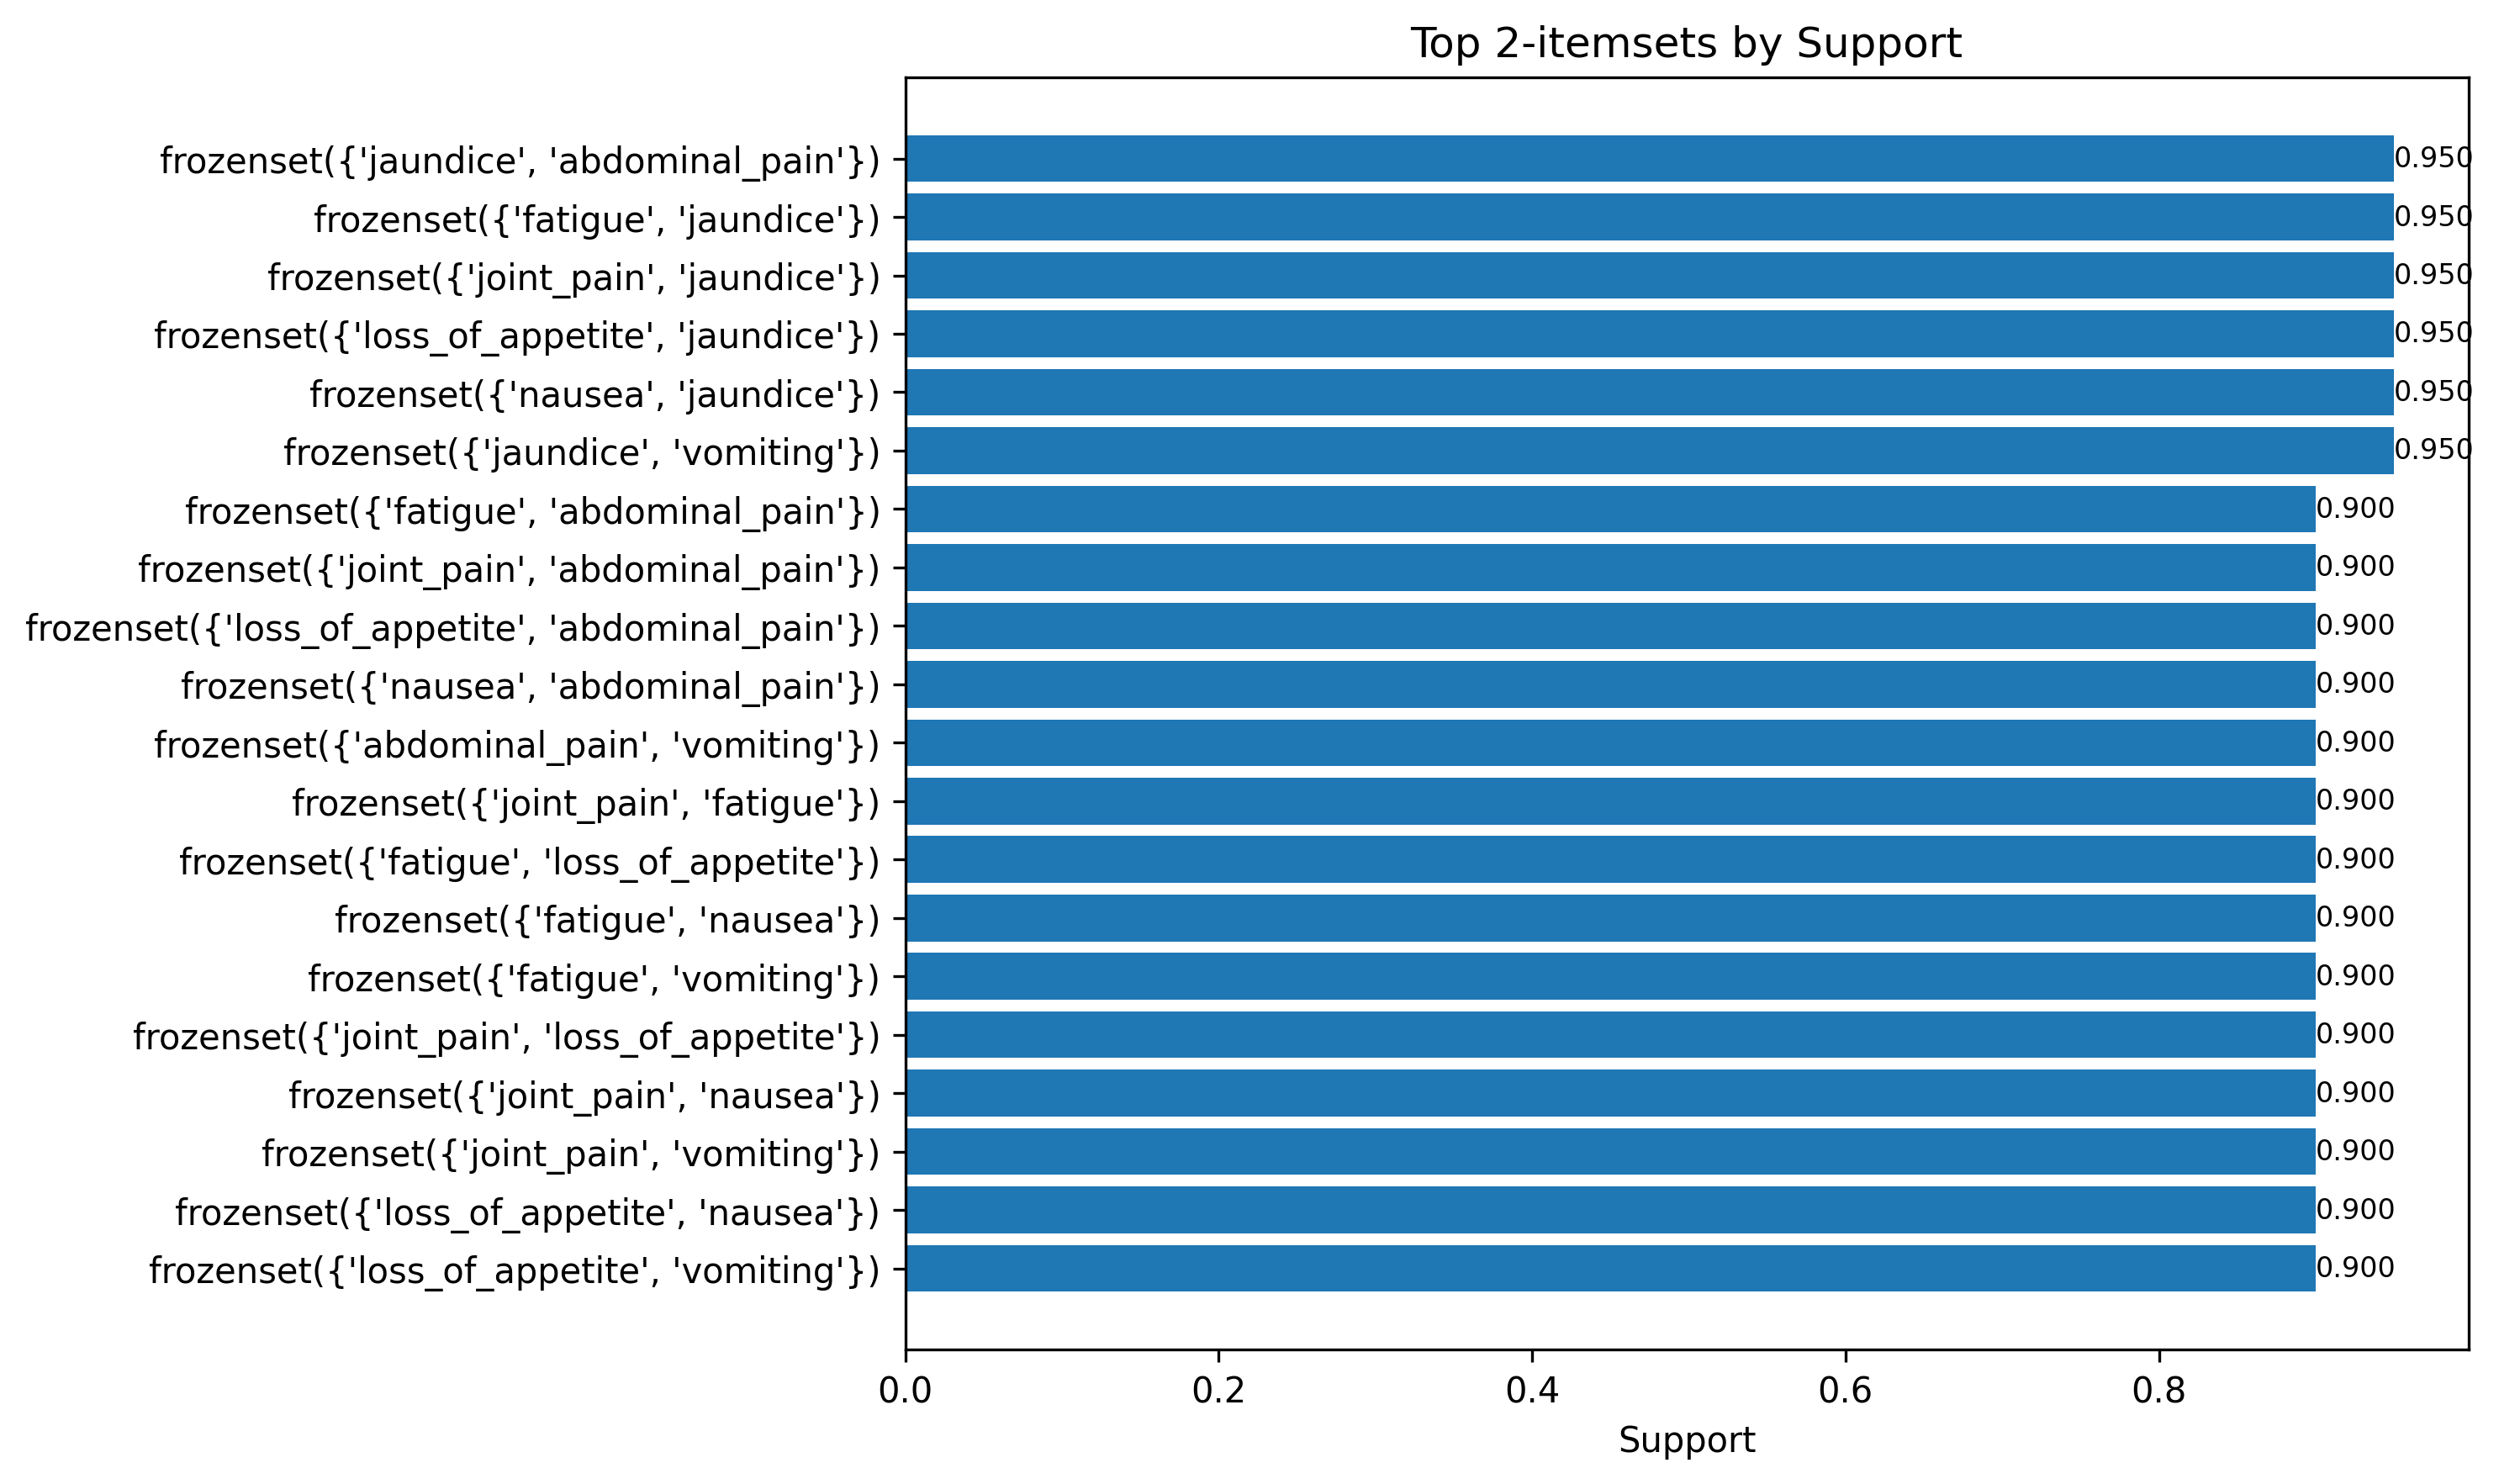 Top 2-itemsets by Support
frozenset({'jaundice', 'abdominal_pain'}) 0.950
frozenset({'fatigue', 'jaundice'}) 0.950
frozenset({'joint_pain', 'jaundice'}) 0.950
frozenset({'loss_of_appetite', 'jaundice'}) 0.950
frozenset({'nausea', 'jaundice'}) 0.950
frozenset({'jaundice', 'vomiting'}) 0.950
frozenset({'fatigue', 'abdominal_pain'}) 0.900
frozenset({'joint_pain', 'abdominal_pain'}) 0.900
frozenset({'loss_of_appetite', 'abdominal_pain'}) 0.900
frozenset({'nausea', 'abdominal_pain'}) 0.900
frozenset({'abdominal_pain', 'vomiting'}) 0.900
frozenset({'joint_pain', 'fatigue'}) 0.900
frozenset({'fatigue', 'loss_of_appetite'}) 0.900
frozenset({'fatigue', 'nausea'}) 0.900
frozenset({'fatigue', 'vomiting'}) 0.900
frozenset({'joint_pain', 'loss_of_appetite'}) 0.900
frozenset({'joint_pain', 'nausea'}) 0.900
frozenset({'joint_pain', 'vomiting'}) 0.900
frozenset({'loss_of_appetite', 'nausea'}) 0.900
frozenset({'loss_of_appetite', 'vomiting'}) 0.900
0.0 0.2 0.4 0.6 0.8
Support